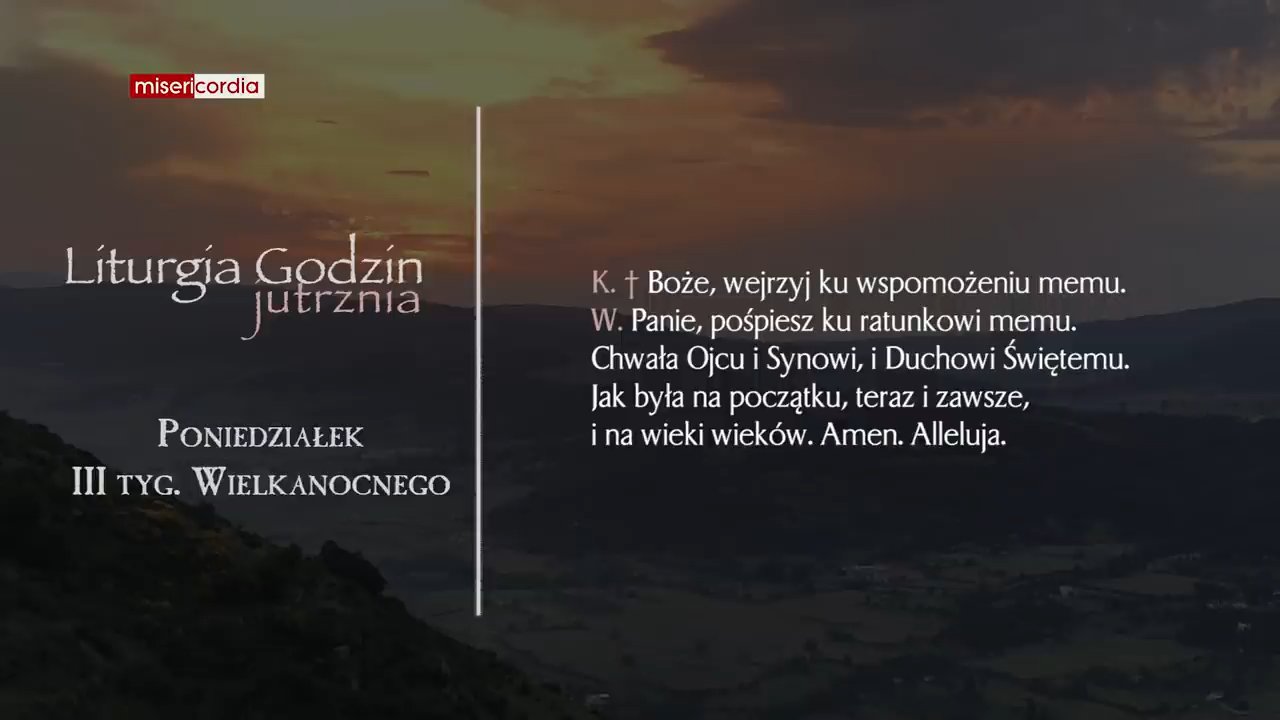 misericordia
Liturgia Godzin
jutrznia
Poniedziałek
III tyg. Wielkanocnego
K. † Boże, wejrzyj ku wspomożeniu memu.
W. Panie, pośpiesz ku ratunkowi memu.
Chwała Ojcu i Synowi, i Duchowi Świętemu.
Jak była na początku, teraz i zawsze,
i na wieki wieków. Amen. Alleluja.